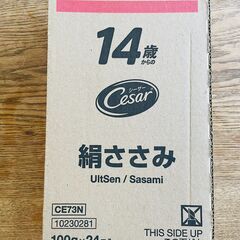 14歳
からの
シーザー
Cesar
絹ささみ
UltSen / Sasami
CE73N
10230281
THIS SIDE UP